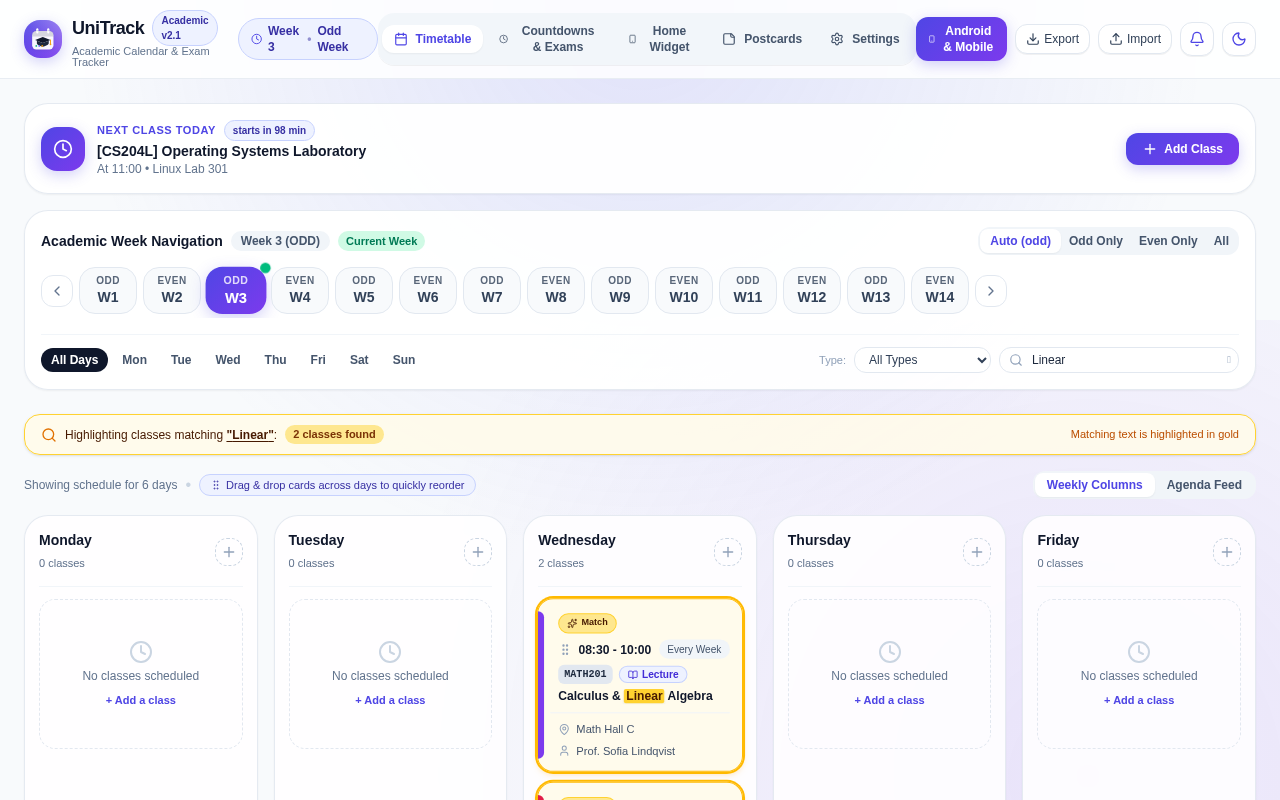 UniTrack
Academic v2.1
Academic Calendar & Exam Tracker
Week 3 • Odd Week
Timetable
Countdowns & Exams
Home Widget
Postcards
Settings
Android & Mobile
Export
Import
NEXT CLASS TODAY
starts in 98 min
[CS204L] Operating Systems Laboratory
At 11:00 • Linux Lab 301
Add Class
Academic Week Navigation
Week 3 (ODD)
Current Week
Auto (odd)
Odd Only
Even Only
All
ODD W1
EVEN W2
ODD W3
EVEN W4
ODD W5
EVEN W6
ODD W7
EVEN W8
ODD W9
EVEN W10
ODD W11
EVEN W12
ODD W13
EVEN W14
All Days
Mon
Tue
Wed
Thu
Fri
Sat
Sun
Type:
All Types
Linear
Highlighting classes matching "Linear":
2 classes found
Matching text is highlighted in gold
Showing schedule for 6 days
•
Drag & drop cards across days to quickly reorder
Weekly Columns
Agenda Feed
Monday
0 classes
No classes scheduled
+ Add a class
Tuesday
0 classes
No classes scheduled
+ Add a class
Wednesday
2 classes
Match
08:30 - 10:00
Every Week
MATH201
Lecture
Calculus & Linear Algebra
Math Hall C
Prof. Sofia Lindqvist
Thursday
0 classes
No classes scheduled
+ Add a class
Friday
0 classes
No classes scheduled
+ Add a class